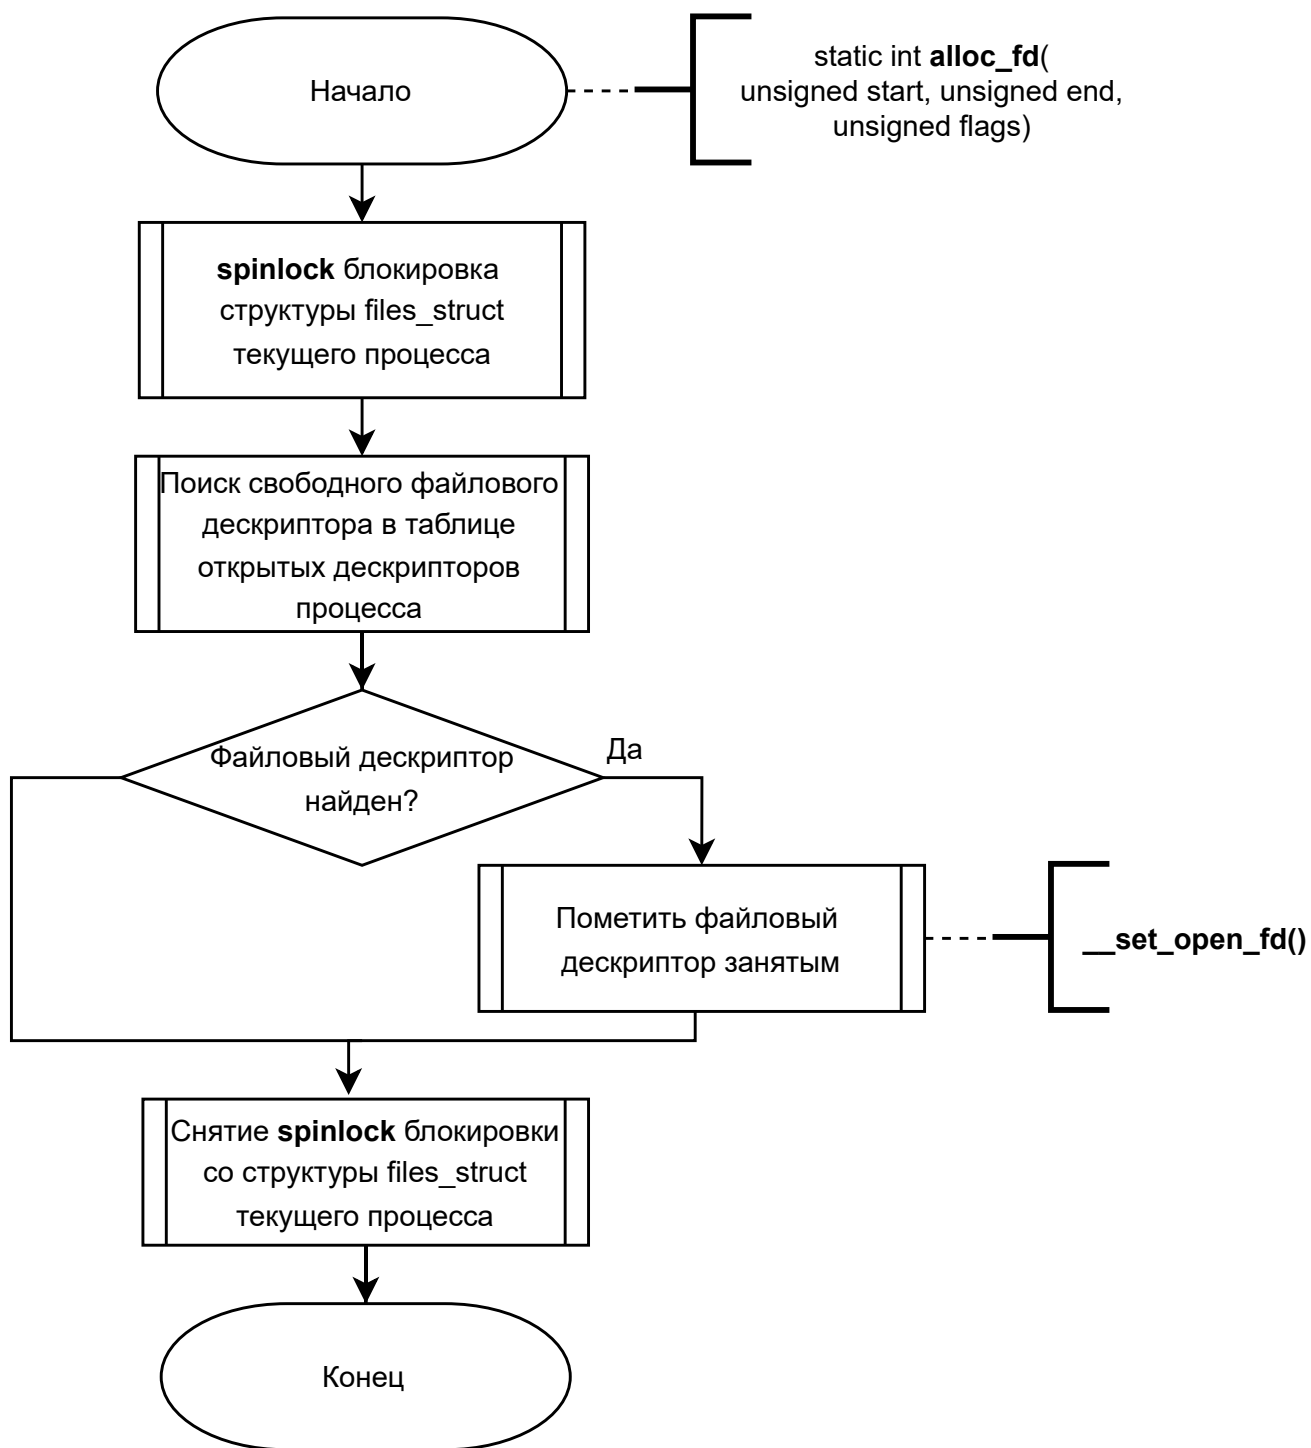 Начало
static int alloc_fd(
unsigned start, unsigned end,
unsigned flags)
spinlock блокировка
структуры files_struct
текущего процесса
Поиск свободного файлового
дескриптора в таблице
открытых дескрипторов
процесса
Файловый дескриптор
найден?
Да
Пометить файловый
дескриптор занятым
__set_open_fd()
Снятие spinlock блокировки
со структуры files_struct
текущего процесса
Конец